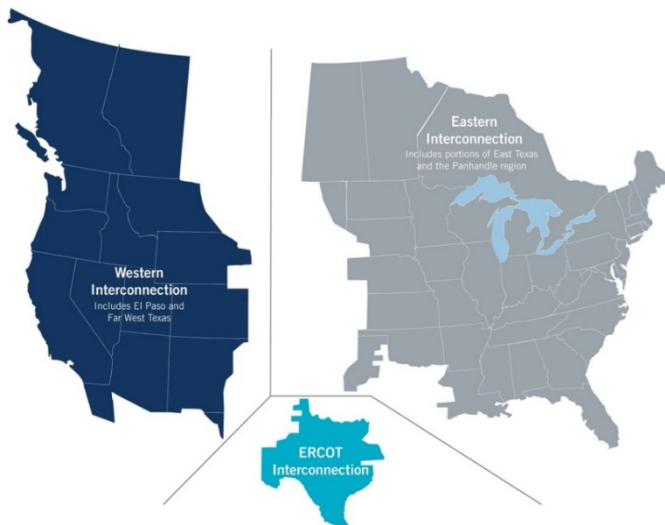 Western
Interconnection
Includes El Paso and
Far West Texas
Eastern
Interconnection
Includes portions of East Texas
and the Panhandle region
ERCOT
Interconnection